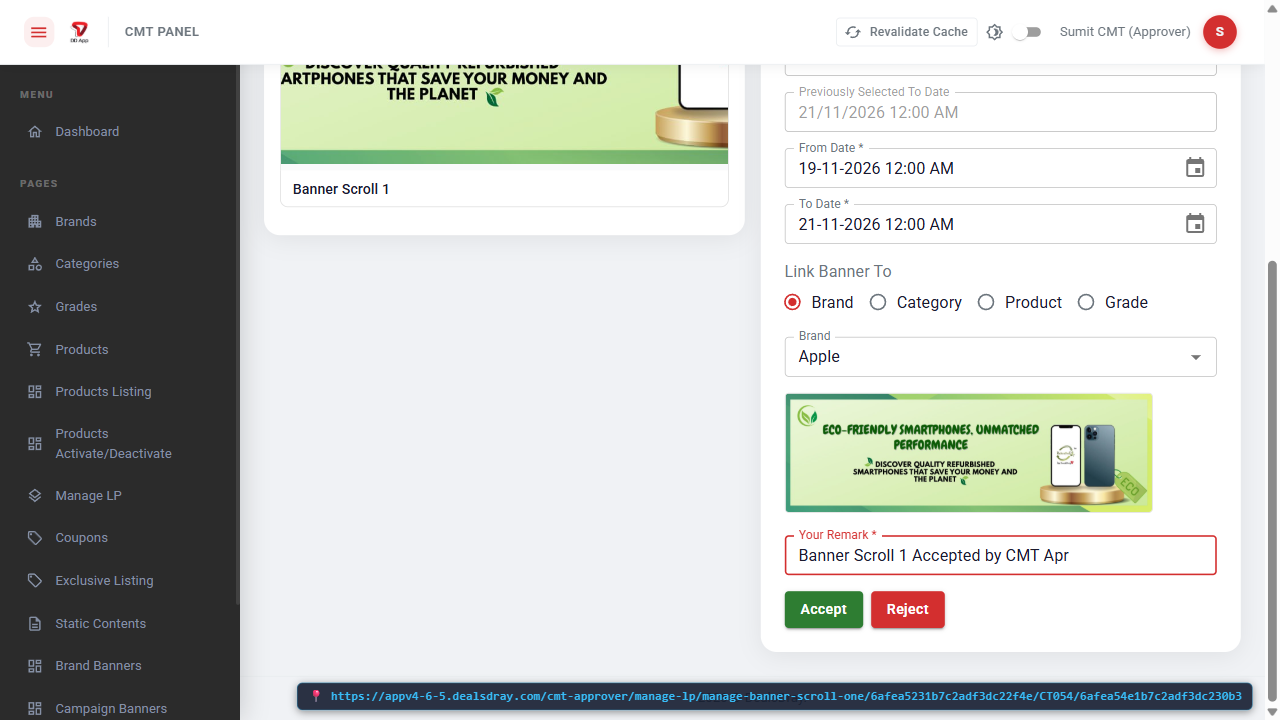 DD App
CMT PANEL
Revalidate Cache
Sumit CMT (Approver)
S
MENU
Dashboard
PAGES
Brands
Categories
Grades
Products
Products Listing
Products
Activate/Deactivate
Manage LP
Coupons
Exclusive Listing
Static Contents
Brand Banners
Campaign Banners
DISCOVER QUALITY REFURBISHED
ARTPHONES THAT SAVE YOUR MONEY AND
THE PLANET
Banner Scroll 1
Previously Selected To Date
21/11/2026 12:00 AM
From Date *
19-11-2026 12:00 AM
To Date *
21-11-2026 12:00 AM
Link Banner To
Brand
Category
Product
Grade
Brand
Apple
ECO-FRIENDLY SMARTPHONES, UNMATCHED
PERFORMANCE
DISCOVER QUALITY REFURBISHED
SMARTPHONES THAT SAVE YOUR MONEY AND
THE PLANET
ECO
Your Remark *
Banner Scroll 1 Accepted by CMT Apr
Accept
Reject
https://appv4-6-5.dealsdray.com/cmt-approver/manage-lp/manage-banner-scroll-one/6afea5231b7c2adf3dc22f4e/CT054/6afea54e1b7c2adf3dc230b3